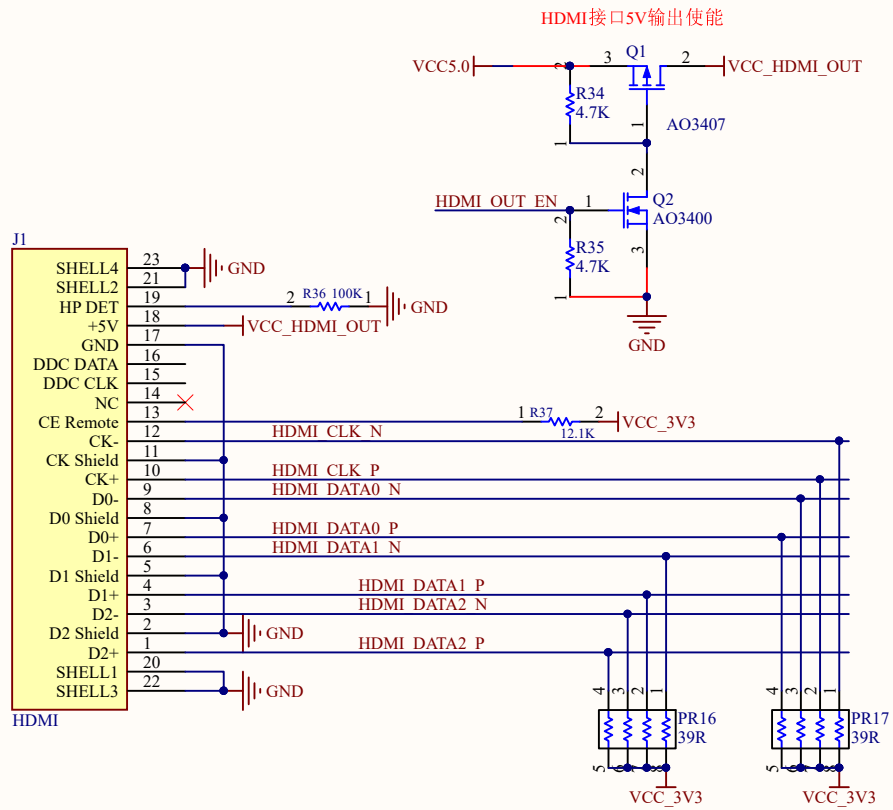 HDMI接口5V输出使能
Q1
VCC5.0
3
2
VCC_HDMI_OUT
2
R34
4.7K
1
1
AO3407
2
HDMI_OUT_EN
1
Q2
AO3400
2
R35
4.7K
3
1
GND
J1
SHELL4 23
GND
SHELL2 21
HP DET 19
2 R36 100K 1
GND
+5V 18
VCC_HDMI_OUT
GND 17
DDC DATA 16
DDC CLK 15
NC 14
CE Remote 13
1 R37 2
12.1K
VCC_3V3
CK- 12
HDMI_CLK_N
CK Shield 11
CK+ 10
HDMI_CLK_P
D0- 9
HDMI_DATA0_N
D0 Shield 8
D0+ 7
HDMI_DATA0_P
D1- 6
HDMI_DATA1_N
D1 Shield 5
D1+ 4
HDMI_DATA1_P
D2- 3
HDMI_DATA2_N
D2 Shield 2
GND
D2+ 1
HDMI_DATA2_P
SHELL1 20
SHELL3 22
GND
HDMI
4 3 2 1
PR16
39R
5 6
VCC_3V3
4 3 2 1
PR17
39R
5 6
VCC_3V3